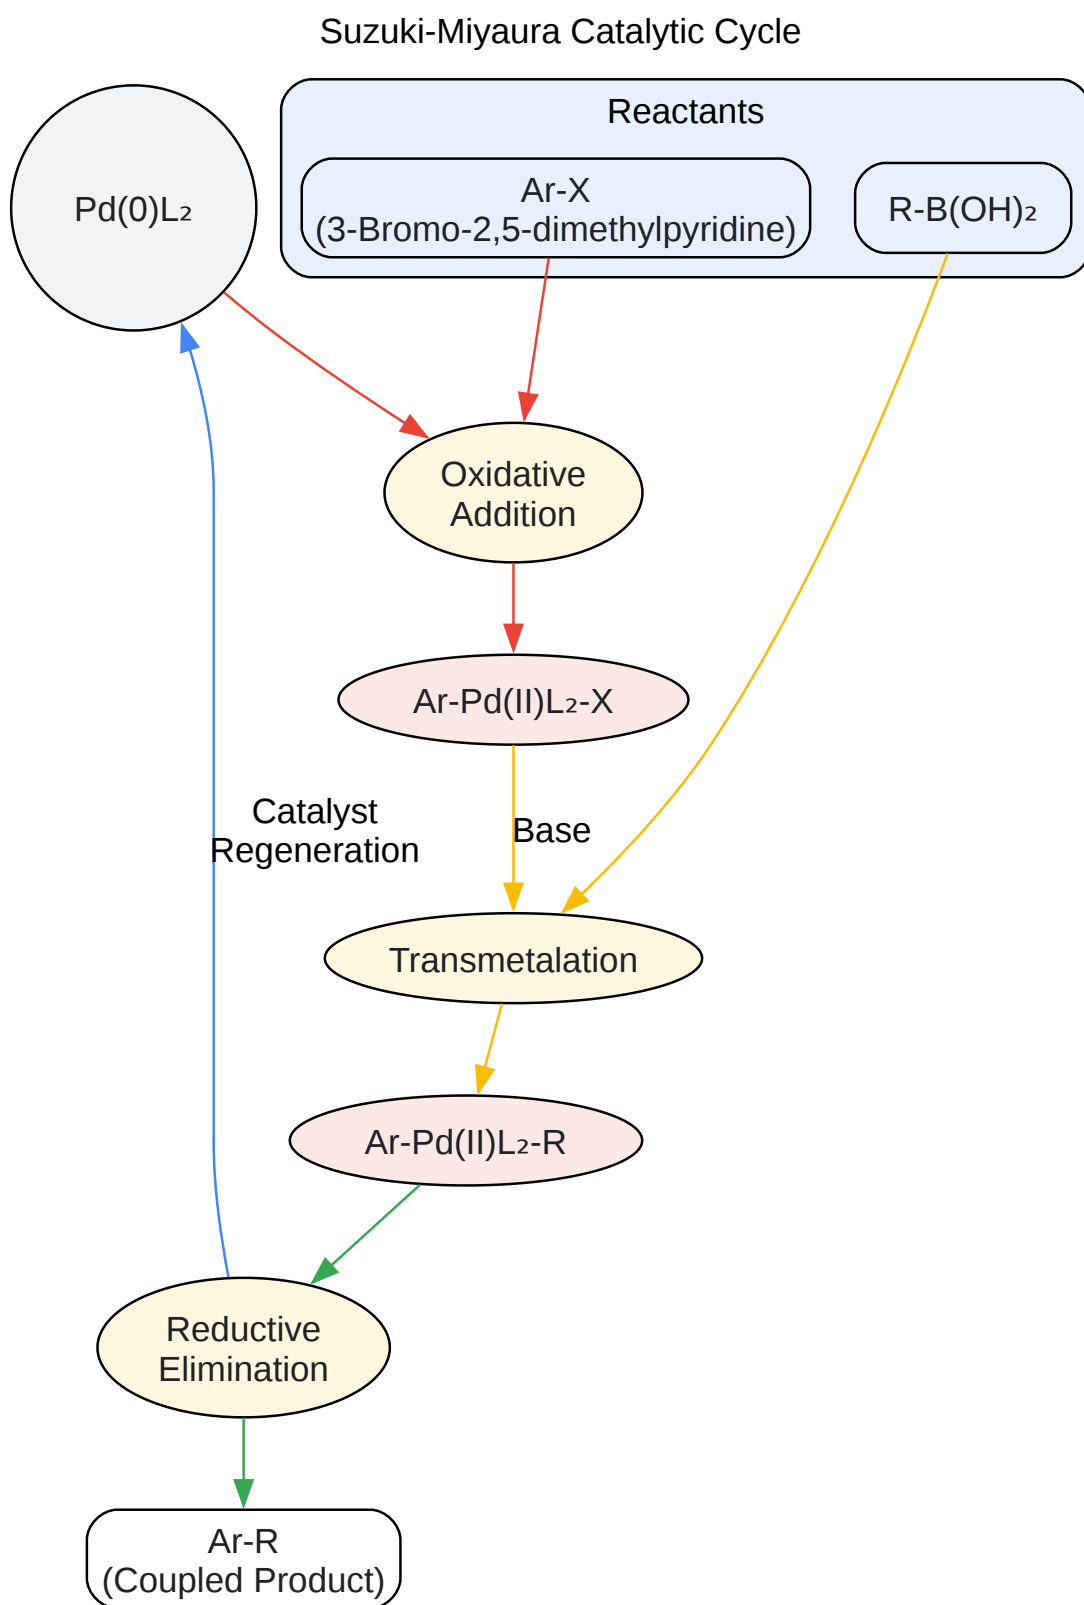 Suzuki-Miyaura Catalytic Cycle
Reactants
Pd(0)L₂
Ar-X
(3-Bromo-2,5-dimethylpyridine)
R-B(OH)₂
Oxidative
Addition
Ar-Pd(II)L₂-X
Catalyst
Regeneration
Base
Transmetalation
Ar-Pd(II)L₂-R
Reductive
Elimination
Ar-R
(Coupled Product)